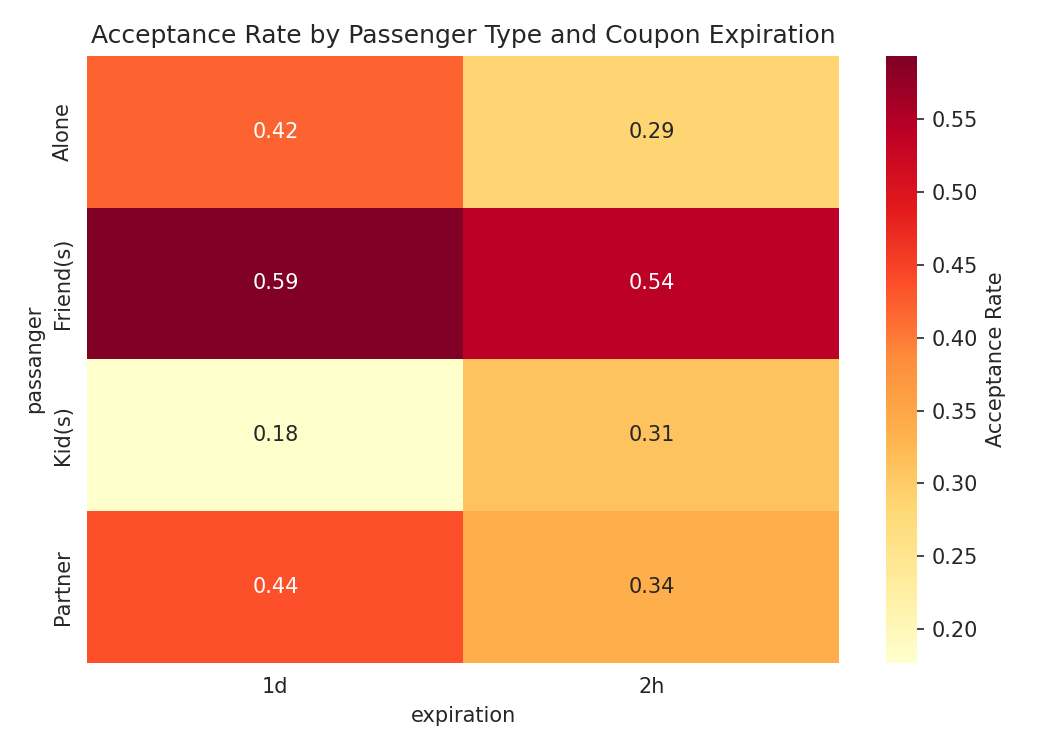 Acceptance Rate by Passenger Type and Coupon Expiration
passanger
Alone
0.42
0.29
Friend(s)
0.59
0.54
Kid(s)
0.18
0.31
Partner
0.44
0.34
1d
2h
expiration
0.55
0.50
0.45
0.40
0.35
0.30
0.25
0.20
Acceptance Rate